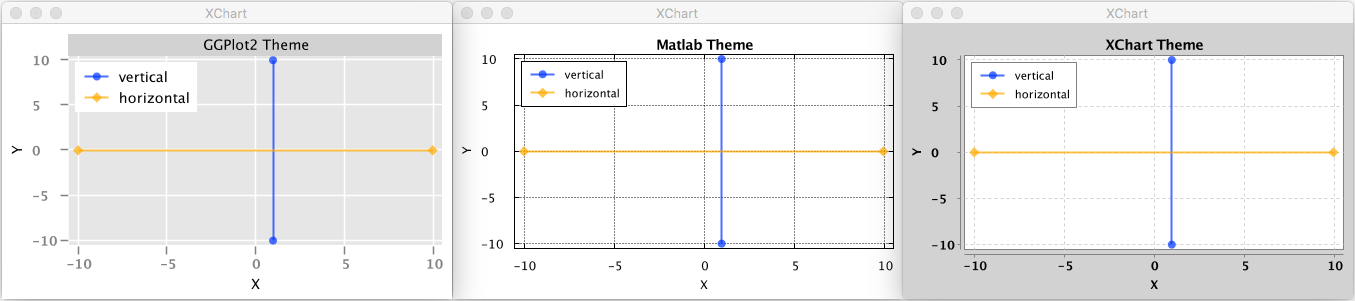 XChart
GGPlot2 Theme
vertical
horizontal
10
5
0
−5
−10
Y
−10 −5 0 5 10
X
XChart
Matlab Theme
vertical
horizontal
10
5
0
−5
−10
Y
−10 −5 0 5 10
X
XChart
XChart Theme
vertical
horizontal
10
5
0
−5
−10
Y
−10 −5 0 5 10
X